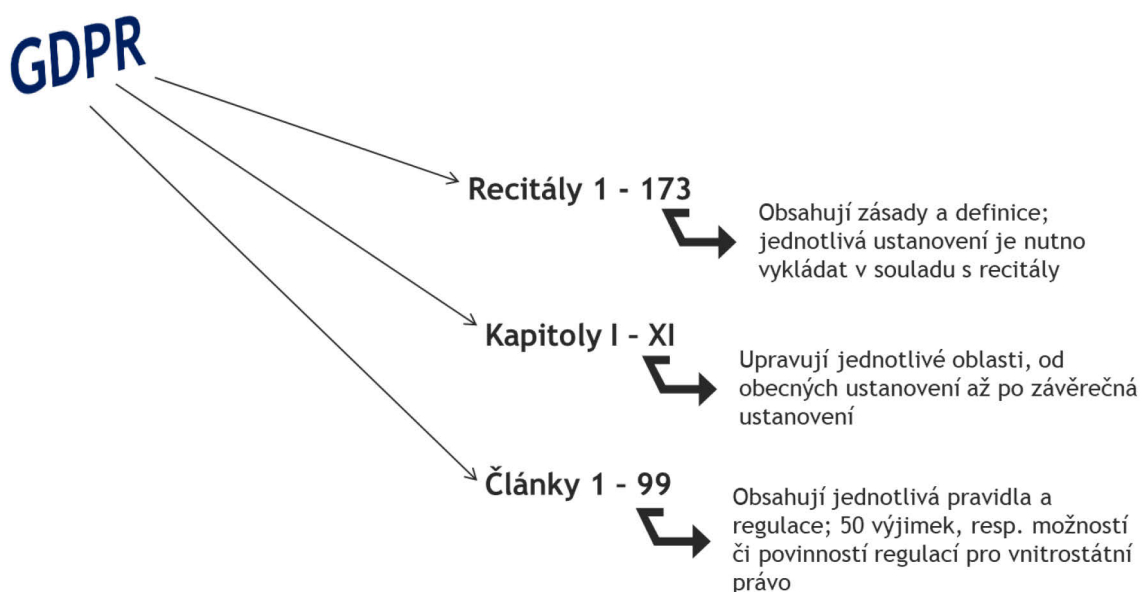 GDPR
Recitály 1 - 173
Obsahují zásady a definice;
jednotlivá ustanovení je nutno
vykládat v souladu s recitály
Kapitoly I – XI
Upravují jednotlivé oblasti, od
obecných ustanovení až po závěrečná
ustanovení
Články 1 – 99
Obsahují jednotlivá pravidla a
regulace; 50 výjimek, resp. možností
či povinností regulací pro vnitrostátní
právo